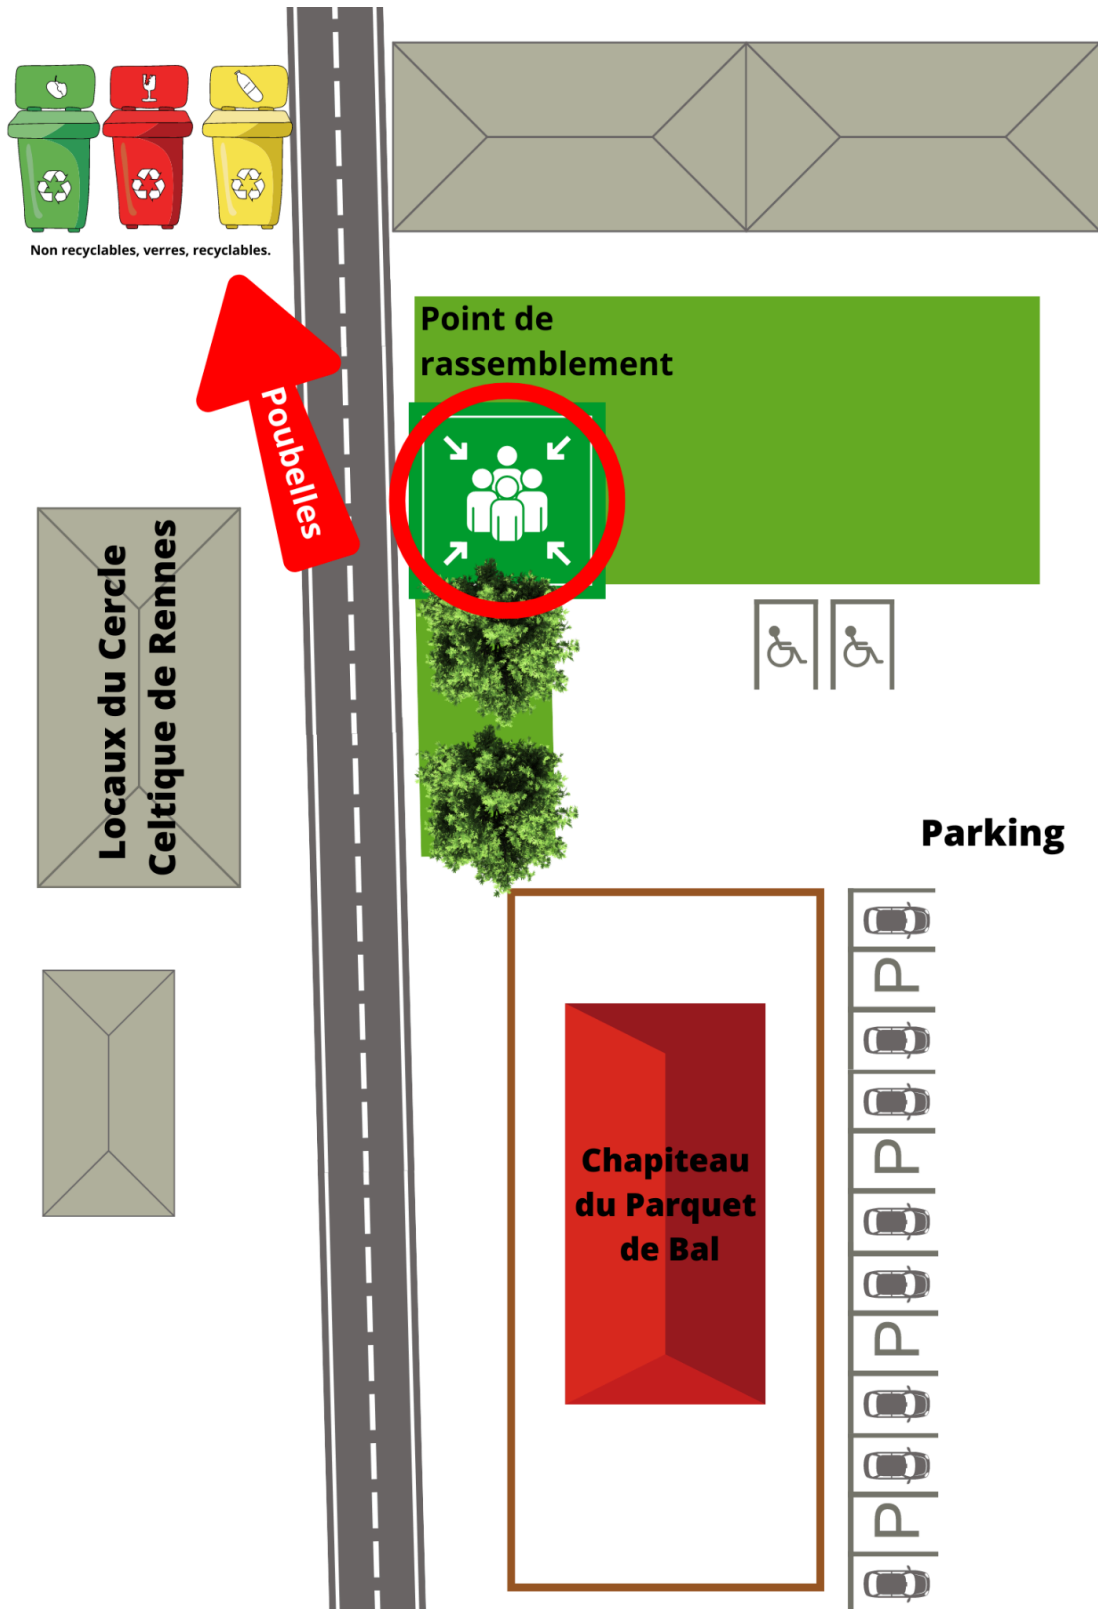 Non recyclables, verres, recyclables.
Point de
rassemblement
Poubelles
Locaux du Cercle
Celtique de Rennes
Parking
P
P
P
P
Chapiteau
du Parquet
de Bal